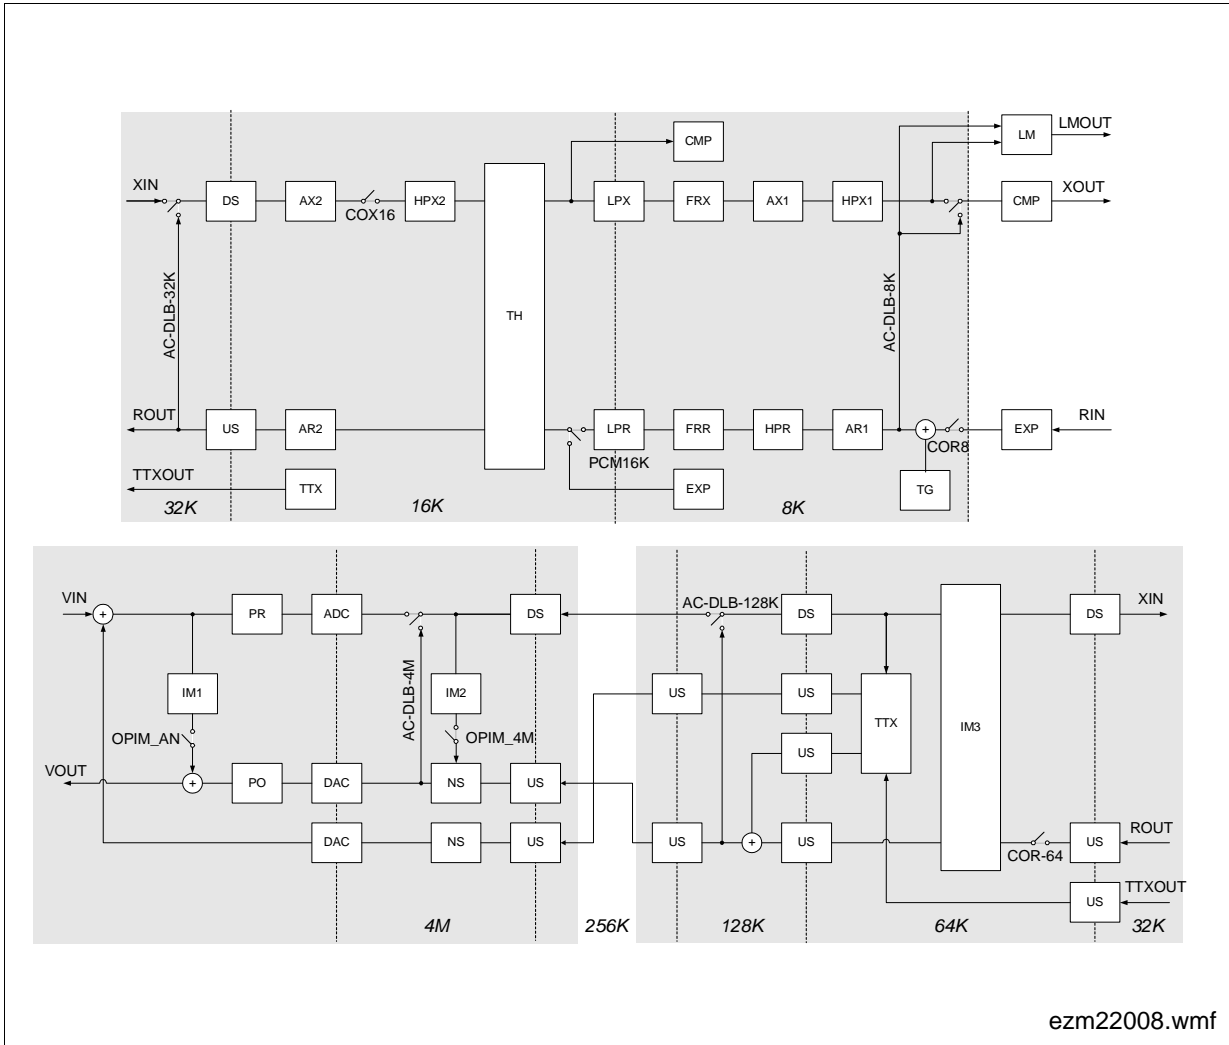 LM
LMOUT
CMP
XIN
DS
AX2
COX16
HPX2
LPX
FRX
AX1
HPX1
CMP
XOUT
AC-DLB-32K
TH
AC-DLB-8K
ROUT
US
AR2
PCM16K
LPR
FRR
HPR
AR1
+
COR8
EXP
RIN
TTXOUT
TTX
EXP
TG
32K
16K
8K
VIN
+
PR
ADC
DS
AC-DLB-128K
DS
DS
XIN
IM1
OPIM_AN
AC-DLB-4M
IM2
OPIM_4M
US
US
TTX
IM3
US
VOUT
+
PO
DAC
NS
US
DAC
NS
US
US
+
US
COR-64
US
ROUT
US
TTXOUT
4M
256K
128K
64K
32K
ezm22008.wmf